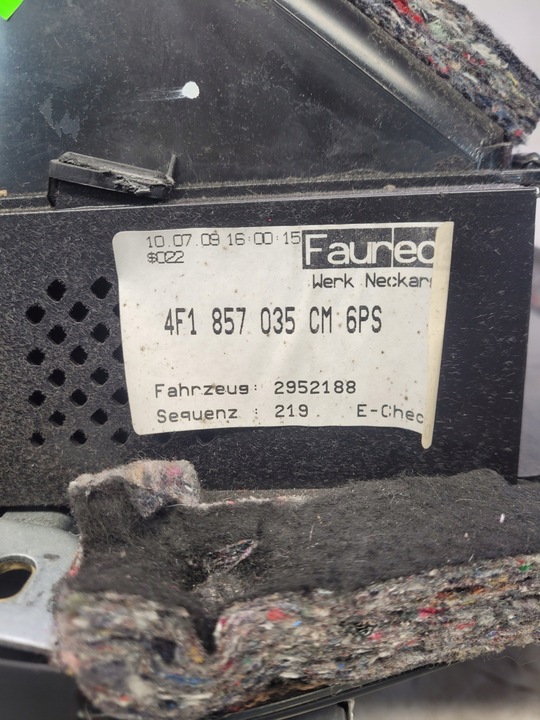 10.07.09 16:00:15 Faurec
$022
Werk Neckar
4F1 857 035 CM 6PS
Fahrzeug: 2952188
Sequenz : 219 E-Chec